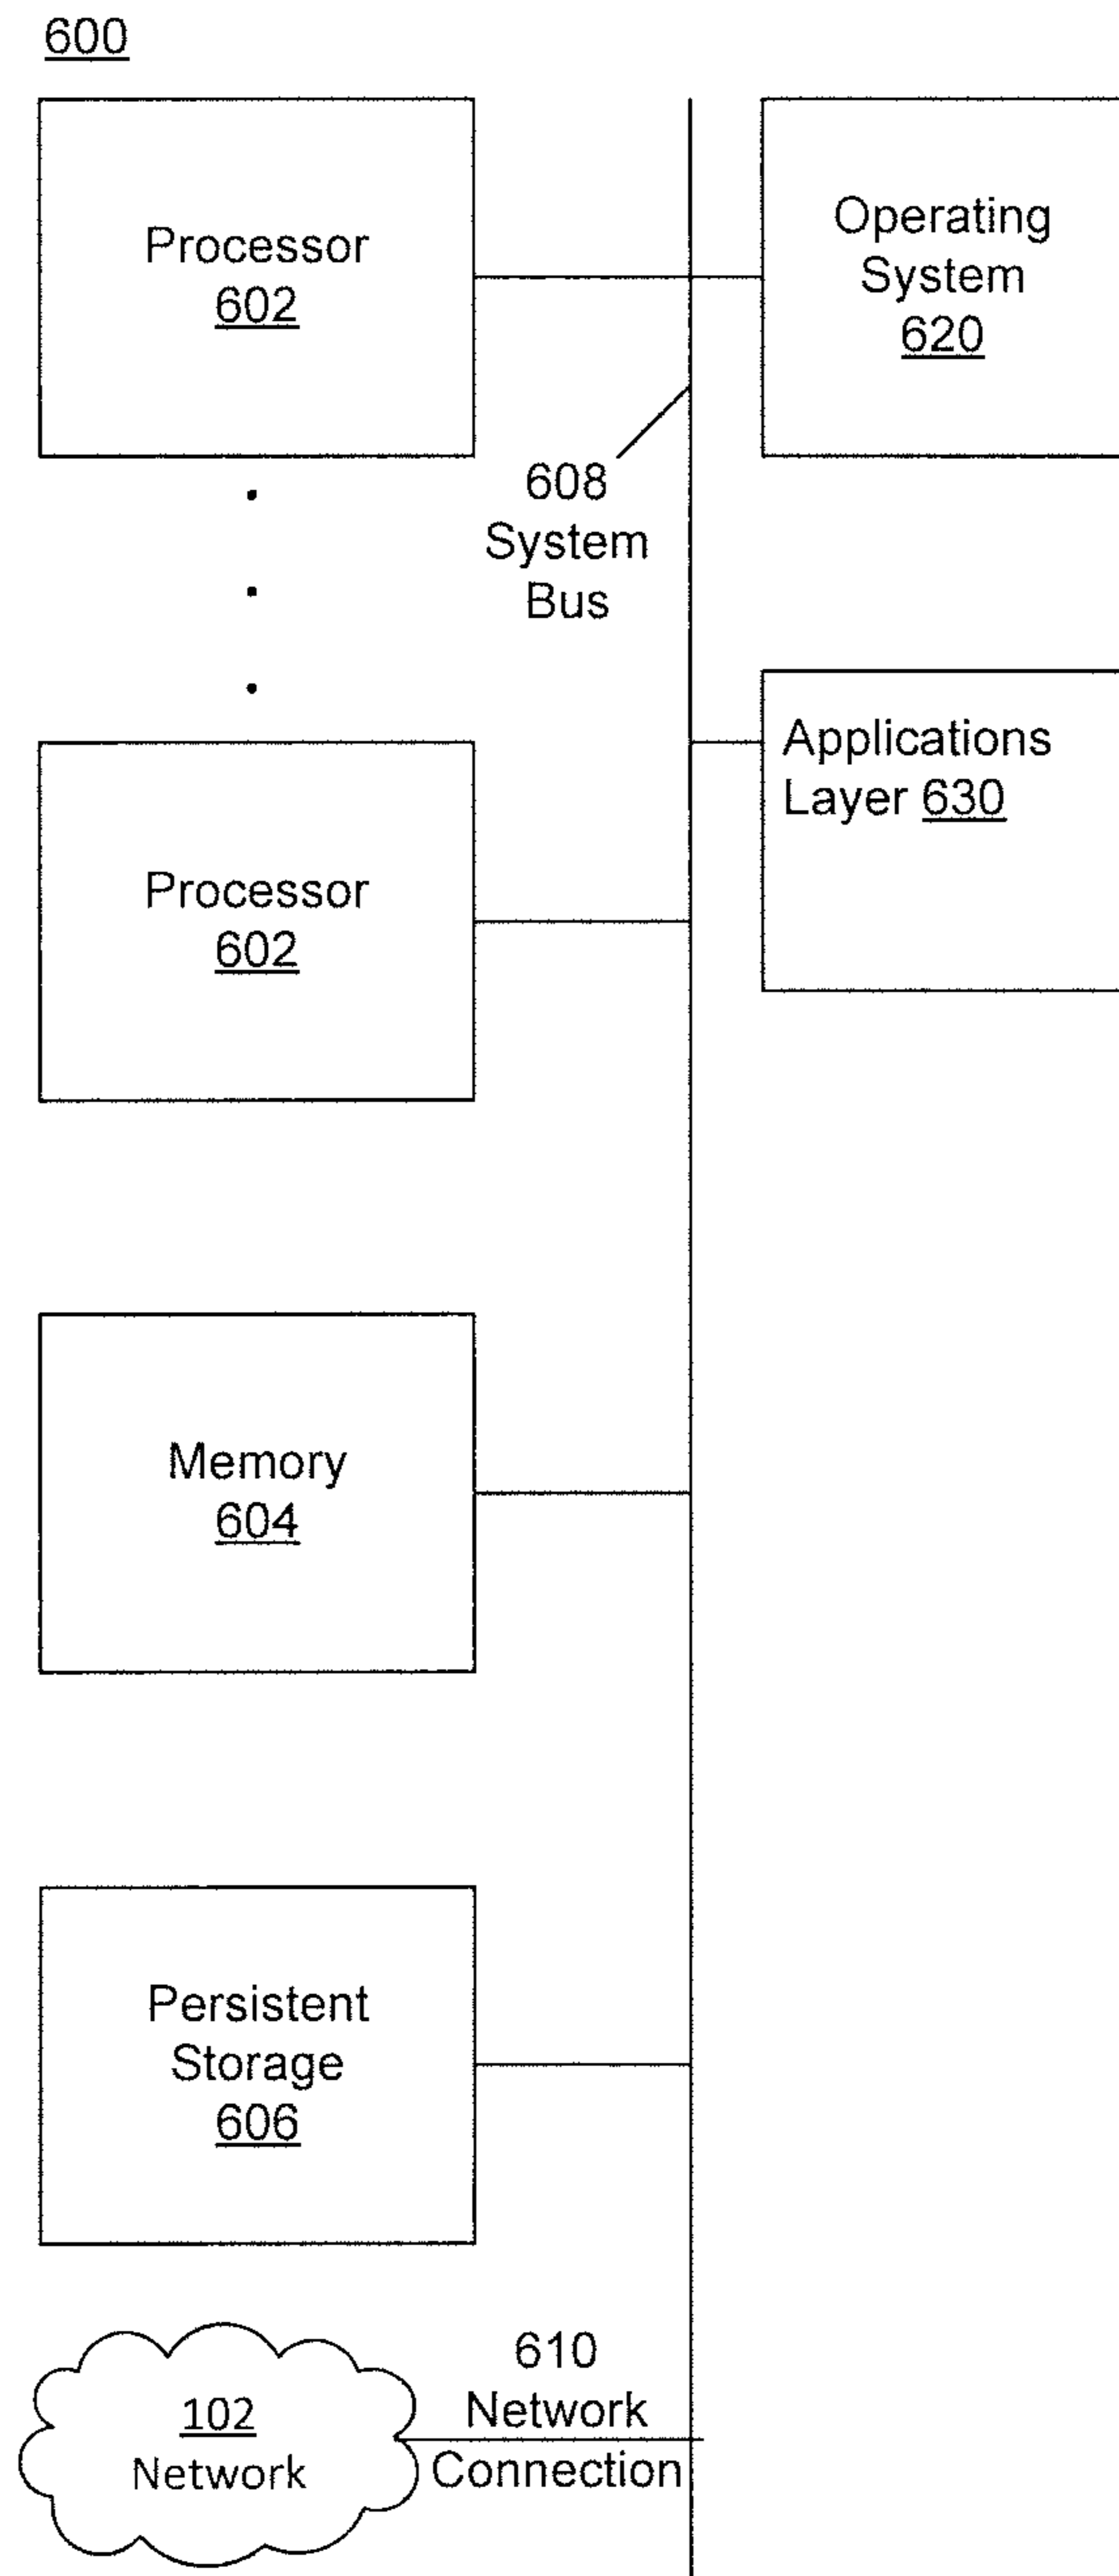 600
Processor
602
Operating
System
620
608
System
Bus
Applications
Layer 630
Processor
602
Memory
604
Persistent
Storage
606
610
Network
Connection
102
Network